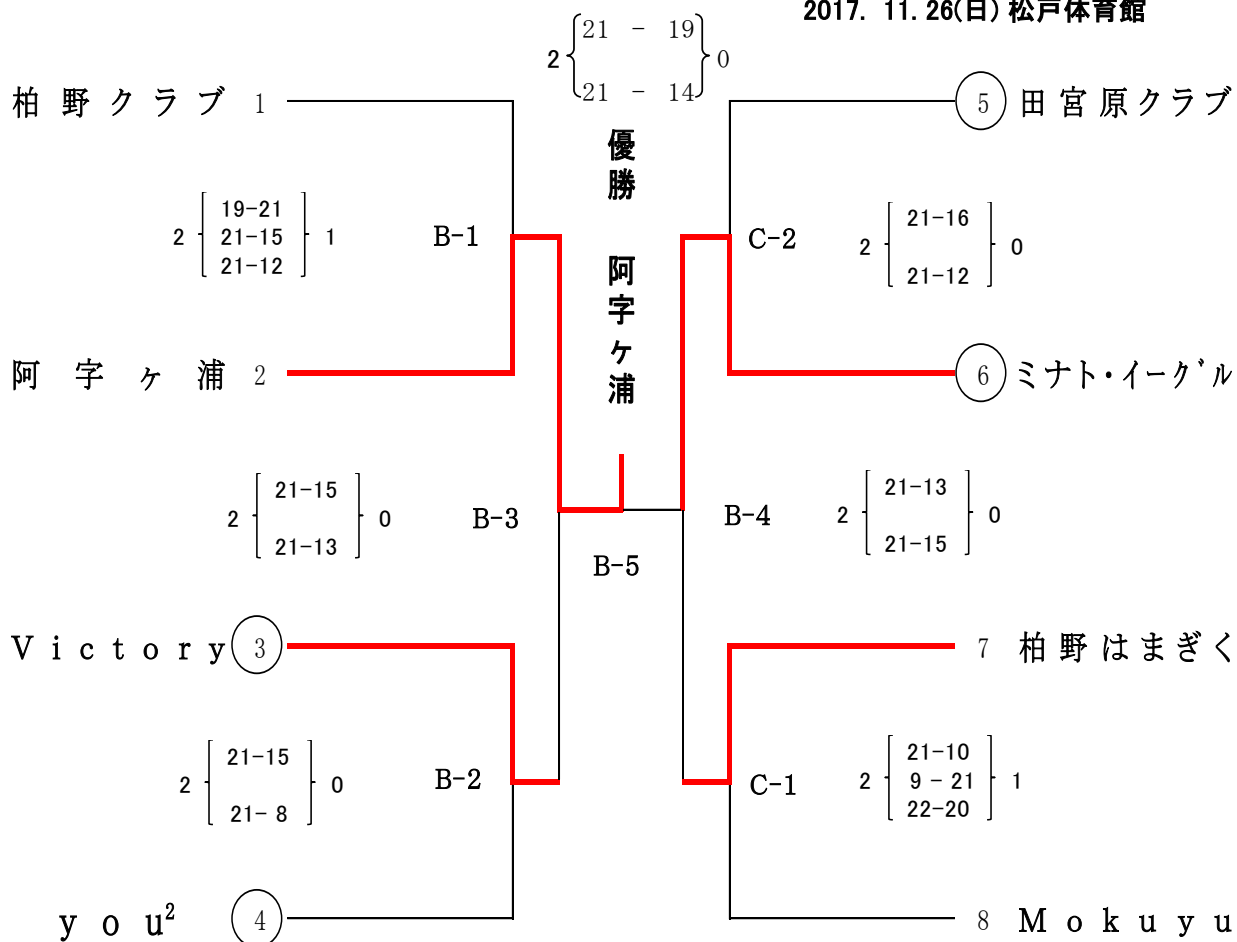 2017. 11.26(日) 松戸体育館
2 21 - 19 0
21 - 14
柏野クラブ 1
5 田宮原クラブ
優勝 阿字ヶ浦
19-21
2 21-15 1
21-12
B-1
C-2
21-16
2 0
21-12
阿字ヶ浦 2
6 ミナト・イーグル
21-15
2 0
21-13
B-3
B-4
21-13
2 0
21-15
B-5
Victory 3
7 柏野はまぎく
21-15
2 0
21- 8
B-2
C-1
21-10
2 9 - 21 1
22-20
you² 4
8 Mokuyu